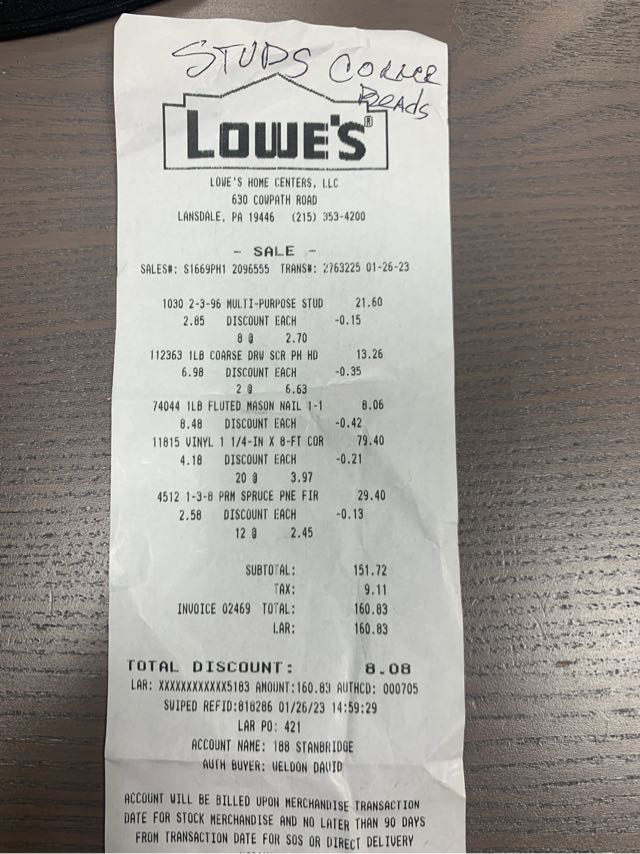 STUDS CORNER
BEADS
LOWE'S®
LOWE'S HOME CENTERS, LLC
630 COWPATH ROAD
LANSDALE, PA 19446 (215) 353-4200
- SALE -
SALES#: S1669PH1 2096555 TRANS#: 2763225 01-26-23
1030 2-3-96 MULTI-PURPOSE STUD 21.60
2.85 DISCOUNT EACH -0.15
8 @ 2.70
112363 1LB COARSE DRW SCR PH HD 13.26
6.98 DISCOUNT EACH -0.35
2 @ 6.63
74044 1LB FLUTED MASON NAIL 1-1 8.06
8.48 DISCOUNT EACH -0.42
11815 VINYL 1 1/4-IN X 8-FT COR 79.40
4.18 DISCOUNT EACH -0.21
20 @ 3.97
4512 1-3-8 PRM SPRUCE PNE FIR 29.40
2.58 DISCOUNT EACH -0.13
12 @ 2.45
SUBTOTAL: 151.72
TAX: 9.11
INVOICE 02469 TOTAL: 160.83
LAR: 160.83
TOTAL DISCOUNT: 8.08
LAR: XXXXXXXXXXXX5183 AMOUNT:160.83 AUTHCD: 000705
SWIPED REFID:818286 01/26/23 14:59:29
LAR PO: 421
ACCOUNT NAME: 188 STANBRIDGE
AUTH BUYER: WELDON DAVID
ACCOUNT WILL BE BILLED UPON MERCHANDISE TRANSACTION
DATE FOR STOCK MERCHANDISE AND NO LATER THAN 90 DAYS
FROM TRANSACTION DATE FOR SOS OR DIRECT DELIVERY